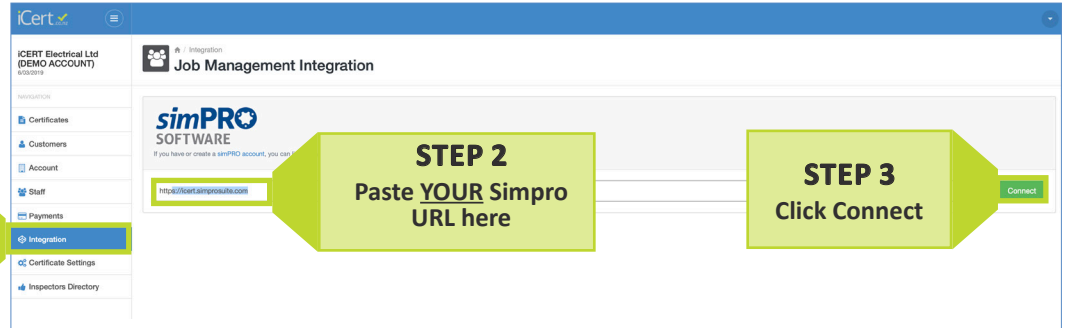 iCert
iCERT Electrical Ltd
(DEMO ACCOUNT)
6/03/2019
NAVIGATION
Certificates
Customers
Account
Staff
Payments
Integration
Certificate Settings
Inspectors Directory
/ Integration
Job Management Integration
simPRO
SOFTWARE
If you have or create a simPRO account, you can
https://icert.simprosuite.com
STEP 2
Paste YOUR Simpro
URL here
STEP 3
Click Connect
Connect